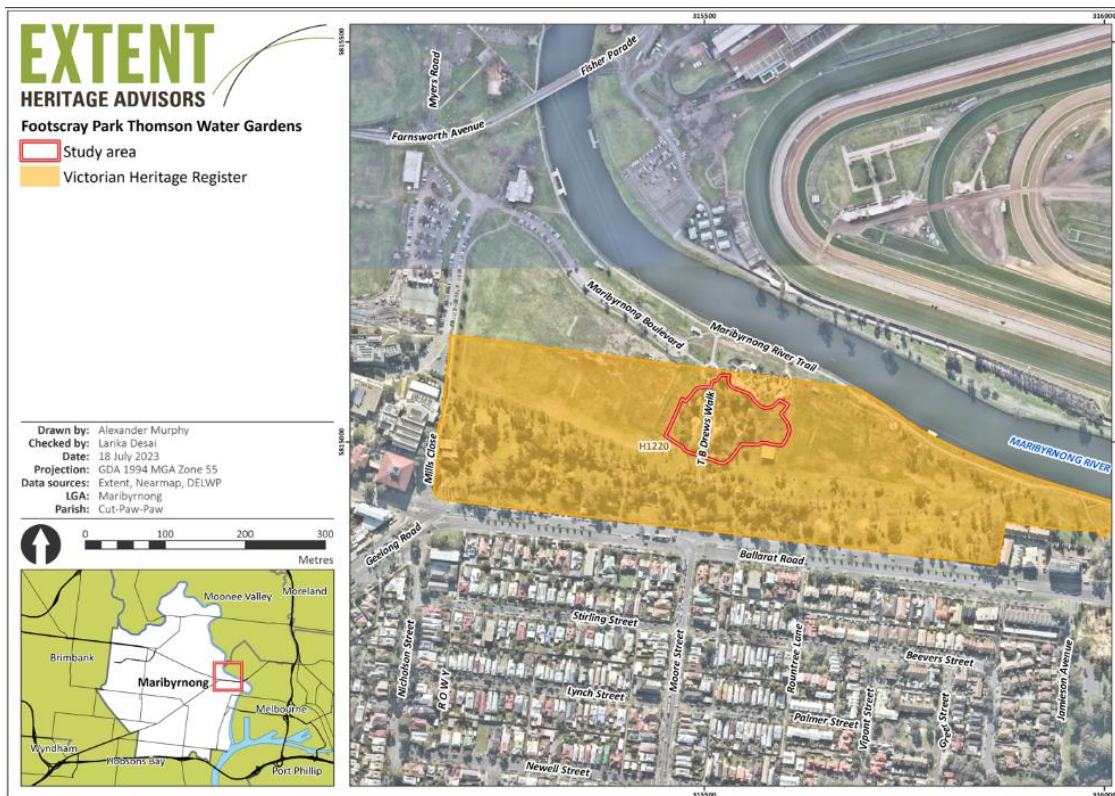 EXTENT
HERITAGE ADVISORS
Footscray Park Thomson Water Gardens
Study area
Victorian Heritage Register
Drawn by: Alexander Murphy
Checked by: Larika Desai
Date: 18 July 2023
Projection: GDA 1994 MGA Zone 55
Data sources: Extent, Nearmap, DELWP
LGA: Maribyrnong
Parish: Cut-Paw-Paw
0 100 200 300
Metres
Moonee Valley
Moreland
Brimbank
Maribyrnong
Melbourne
Wyndham
Hobsons Bay
Port Phillip
315500
316000
5815500
5815000
315500
316000
Myers Road
Fisher Parade
Farnsworth Avenue
Maribyrnong Boulevard
Maribyrnong River Trail
T B Drews Walk
H1220
MARIBYRNONG RIVER
Mills Close
Geelong Road
Ballarat Road
Stirling Street
Nicholson Street
R O W Y
Lynch Street
Moore Street
Rountree Lane
Beevers Street
Palmer Street
Vipont Street
Greet Street
Jamieson Avenue
Newell Street